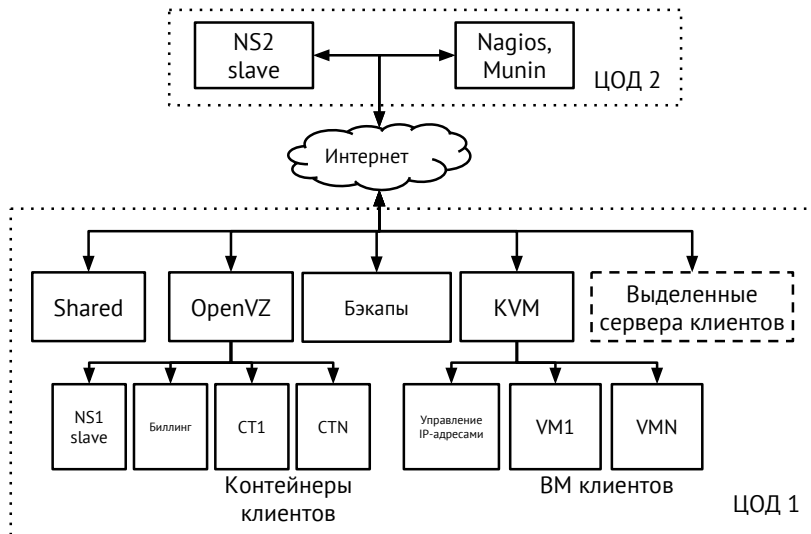 NS2
slave
Nagios,
Munin
ЦОД 2
Интернет
Shared
OpenVZ
Бэкапы
KVM
Выделенные
сервера клиентов
NS1
slave
Биллинг
CT1
CTN
Управление
IP-адресами
VM1
VMN
Контейнеры
клиентов
ВМ клиентов
ЦОД 1